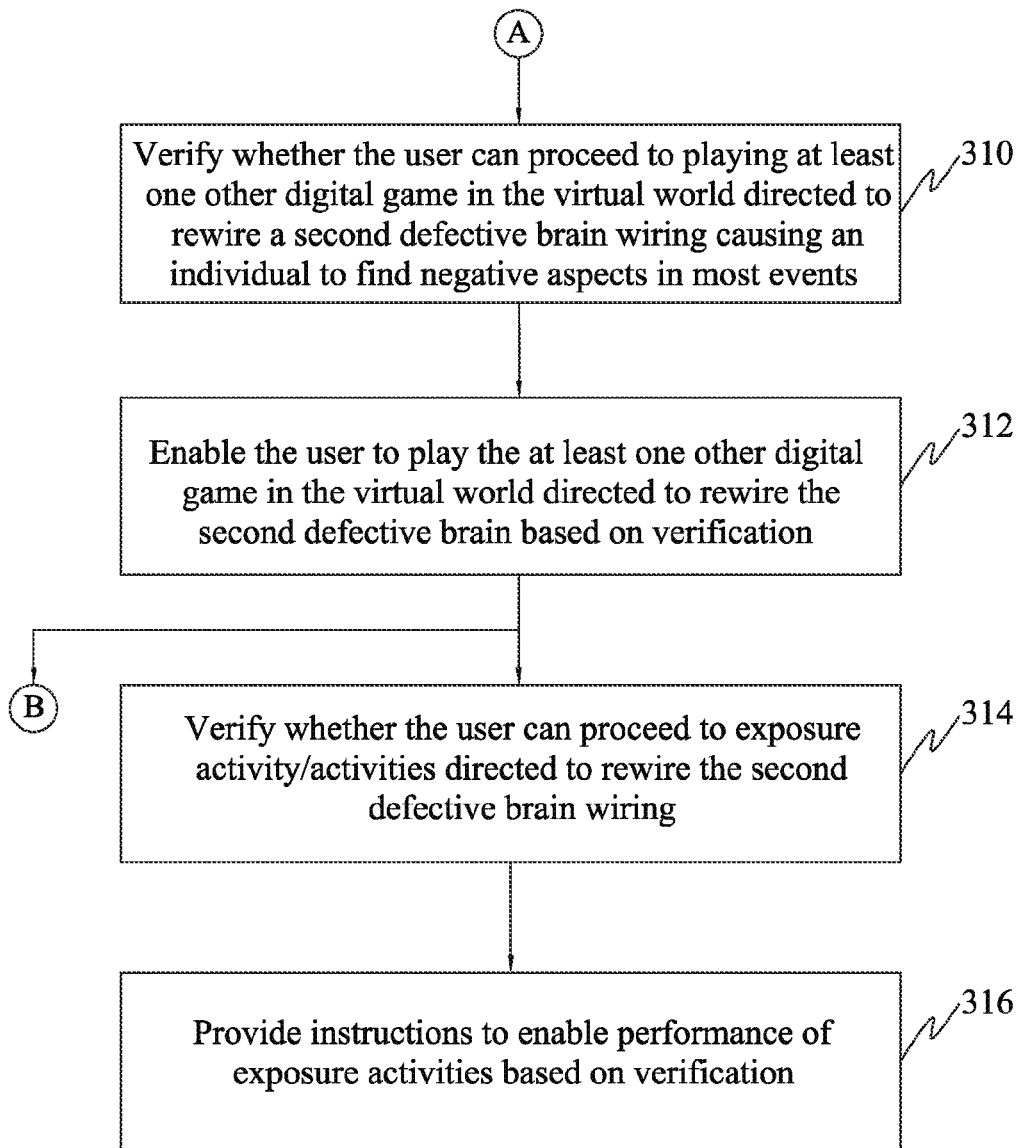 A
Verify whether the user can proceed to playing at least
one other digital game in the virtual world directed to
rewire a second defective brain wiring causing an
individual to find negative aspects in most events
310
Enable the user to play the at least one other digital
game in the virtual world directed to rewire the
second defective brain based on verification
312
B
Verify whether the user can proceed to exposure
activity/activities directed to rewire the second
defective brain wiring
314
Provide instructions to enable performance of
exposure activities based on verification
316